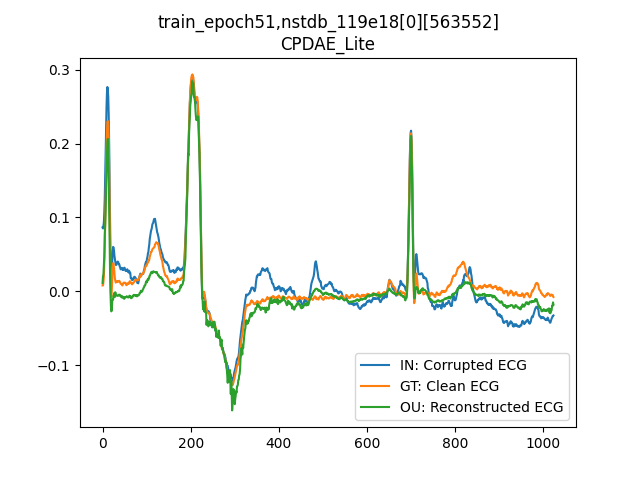 train_epoch51,nstdb_119e18[0][563552]
CPDAE_Lite
0.3
0.2
0.1
0.0
−0.1
0
200
400
600
800
1000
IN: Corrupted ECG
GT: Clean ECG
OU: Reconstructed ECG